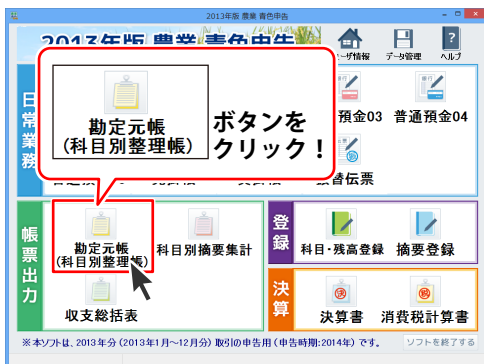 2013年版 農業 青色申告
2013年版 農業 青色申告
ユーザ情報 データ管理 ヘルプ
日常業務
勘定元帳
(科目別整理帳)
ボタンを
クリック!
預金03 普通預金04
振替伝票
帳票出力
勘定元帳
(科目別整理帳)
科目別摘要集計
収支総括表
登録
科目・残高登録 摘要登録
決算
決算書 消費税計算書
※本ソフトは、2013年分(2013年1月～12月分)取引の申告用(申告時期:2014年)です。
ソフトを終了する